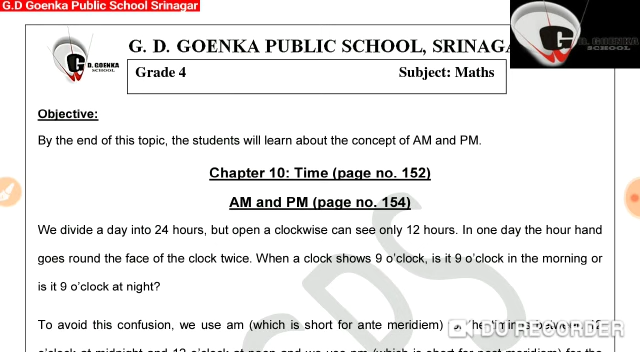 G.D Goenka Public School Srinagar
G. D. GOENKA PUBLIC SCHOOL, SRINAGA
D. GOENKA
SCHOOL
G. GOENKA
SCHOOL
Grade 4 Subject: Maths
Objective:
By the end of this topic, the students will learn about the concept of AM and PM.
Chapter 10: Time (page no. 152)
AM and PM (page no. 154)
We divide a day into 24 hours, but open a clockwise can see only 12 hours. In one day the hour hand
goes round the face of the clock twice. When a clock shows 9 o'clock, is it 9 o'clock in the morning or
is it 9 o'clock at night?
To avoid this confusion, we use am (which is short for ante meridiem) between 12
DU RECORDER
o'clock at midnight and 12 o'clock at noon and we use pm (which is short for post meridiem) for the